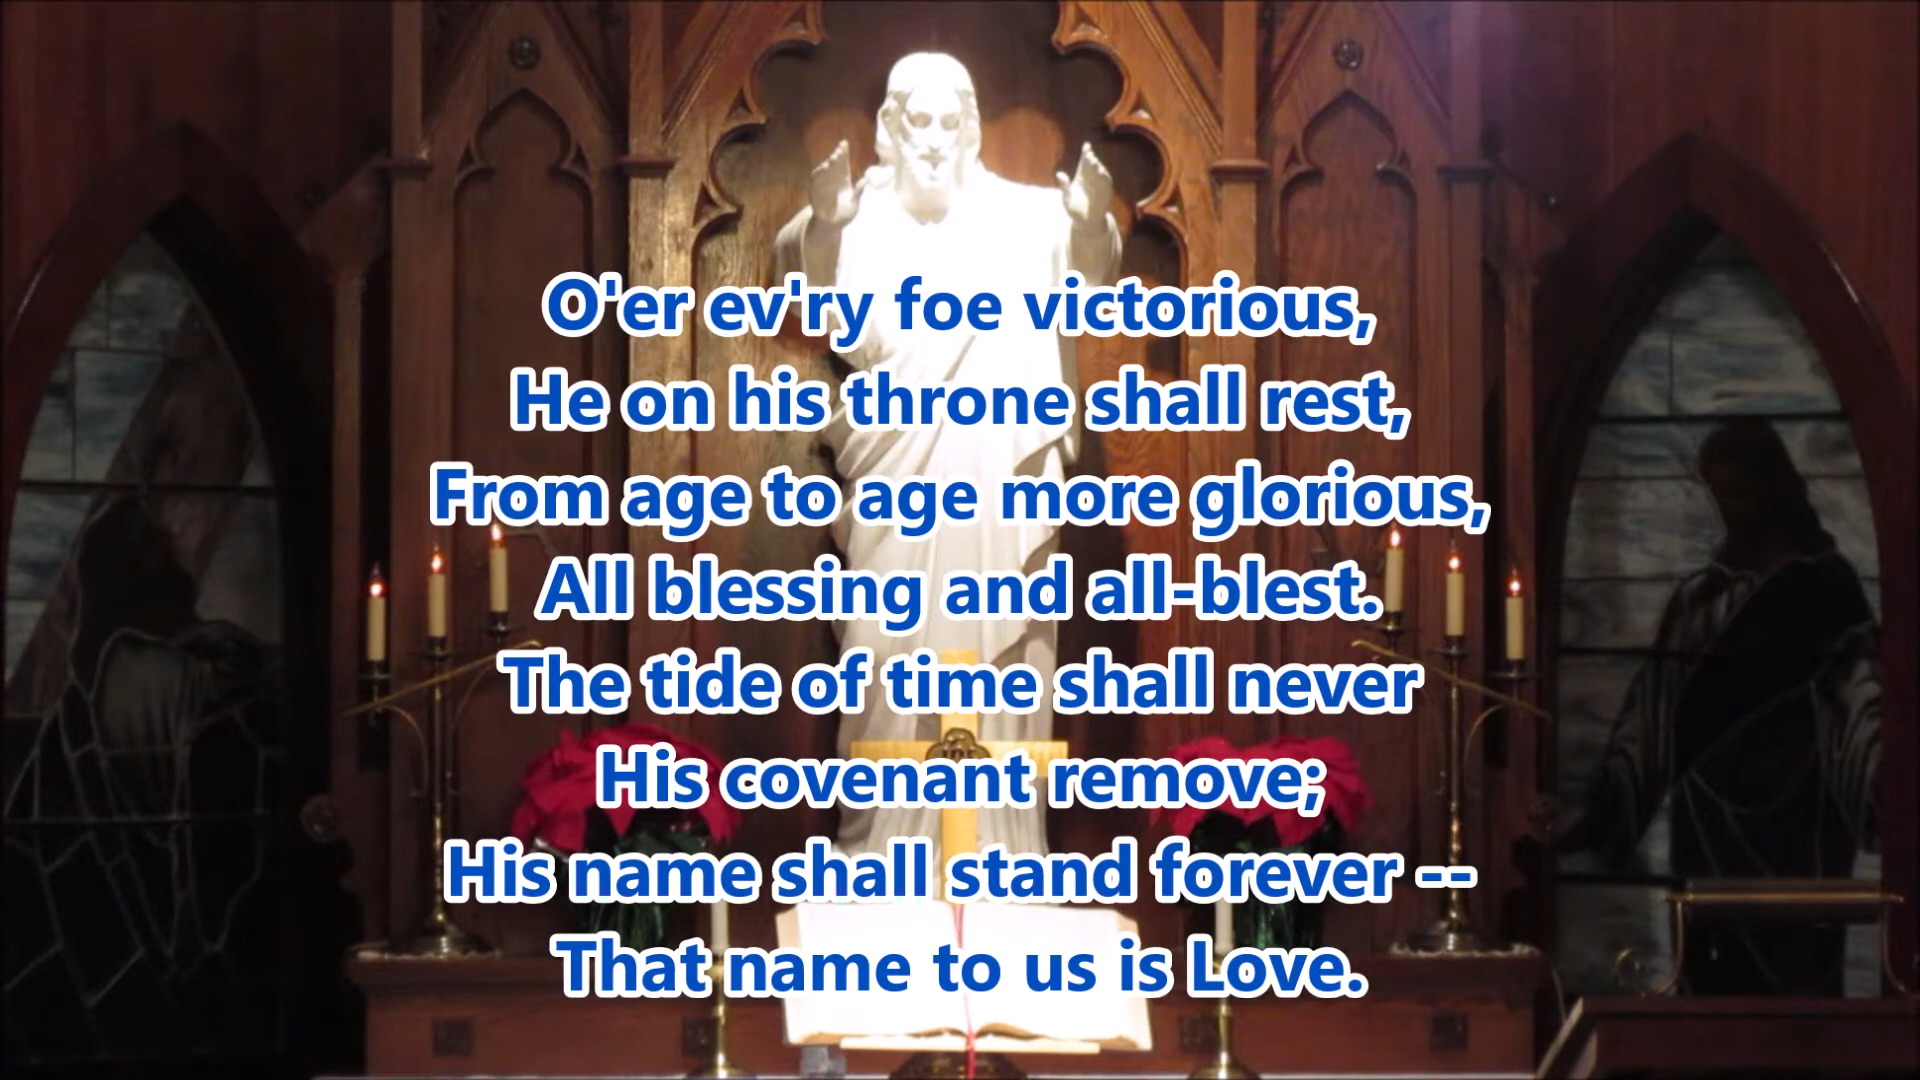 O'er ev'ry foe victorious,
He on his throne shall rest,
From age to age more glorious,
All blessing and all-blest.
The tide of time shall never
His covenant remove;
His name shall stand forever --
That name to us is Love.